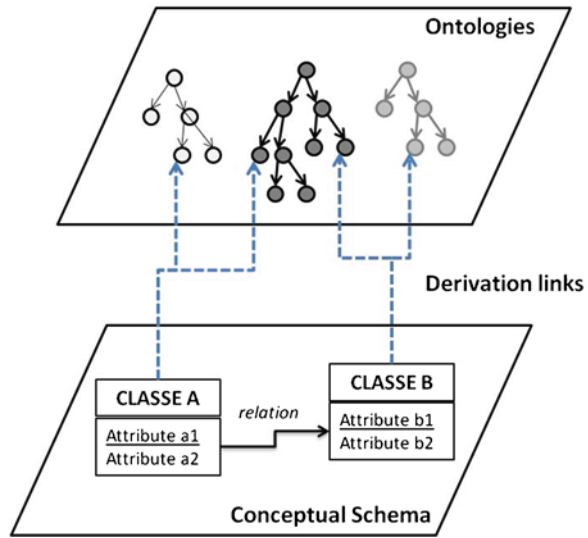 Ontologies
Derivation links
CLASSE A
Attribute a1
Attribute a2
relation
CLASSE B
Attribute b1
Attribute b2
Conceptual Schema